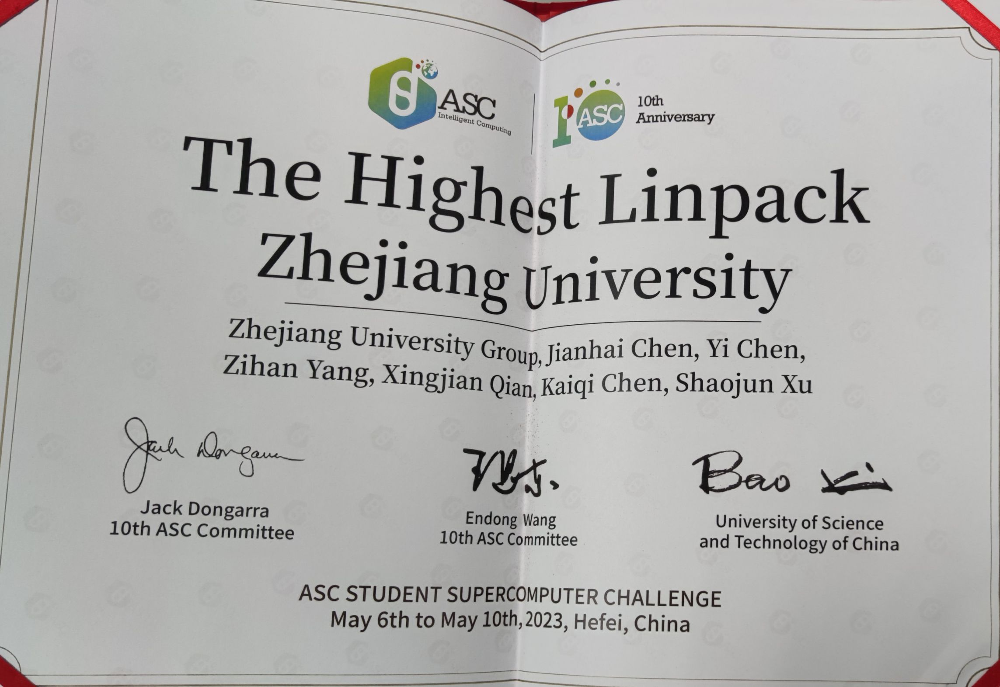 ASC
Intelligent Computing
ASC
10th
Anniversary
The Highest Linpack
Zhejiang University
Zhejiang University Group, Jianhai Chen, Yi Chen,
Zihan Yang, Xingjian Qian, Kaiqi Chen, Shaojun Xu
Jack Dongarra
Bao
Jack Dongarra
10th ASC Committee
Endong Wang
10th ASC Committee
University of Science
and Technology of China
ASC STUDENT SUPERCOMPUTER CHALLENGE
May 6th to May 10th, 2023, Hefei, China